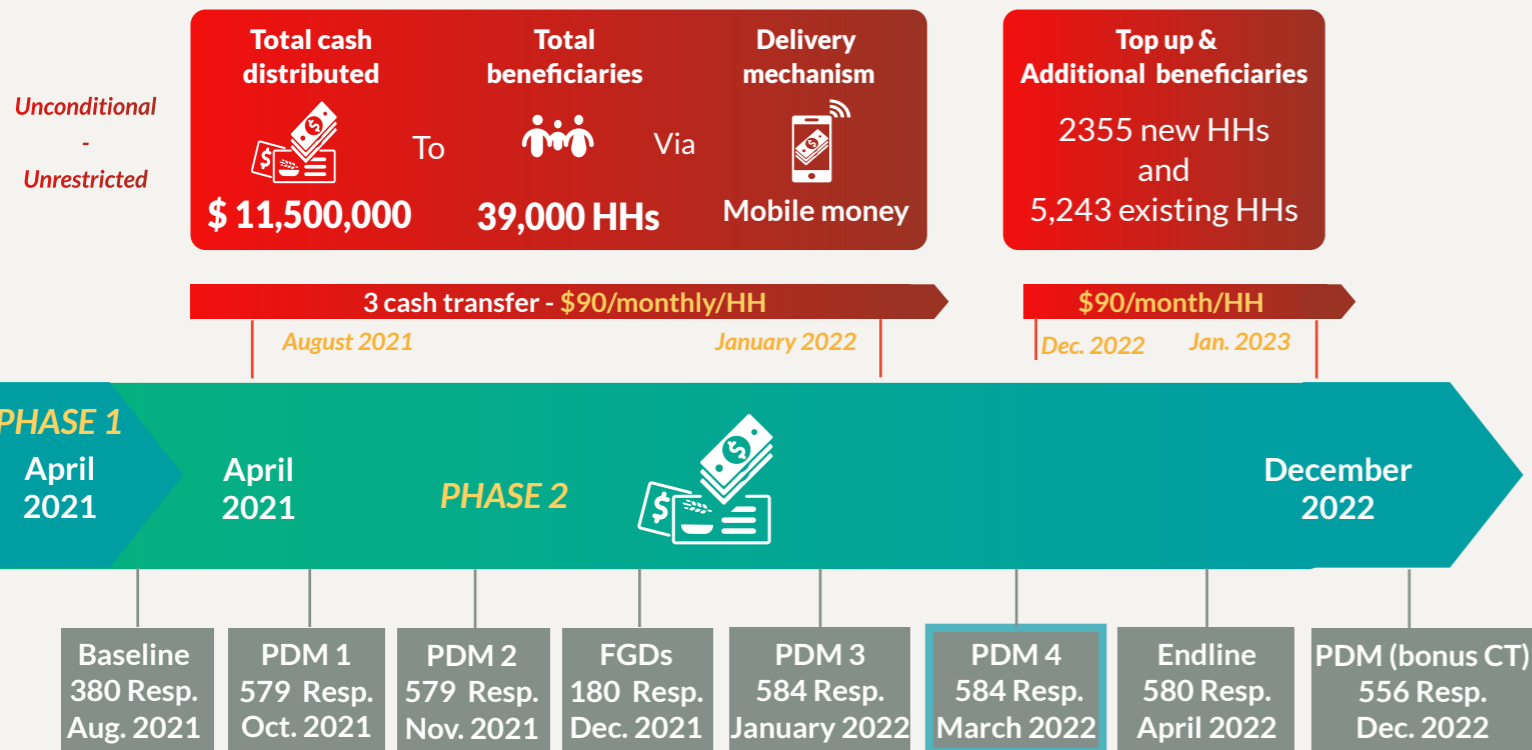 Unconditional
-
Unrestricted
Total cash
distributed
To
$ 11,500,000
Total
beneficiaries
Via
39,000 HHs
Delivery
mechanism
Mobile money
Top up &
Additional beneficiaries
2355 new HHs
and
5,243 existing HHs
3 cash transfer - $90/monthly/HH
August 2021
January 2022
$90/month/HH
Dec. 2022
Jan. 2023
PHASE 1
April
2021
April
2021
PHASE 2
December
2022
Baseline
380 Resp.
Aug. 2021
PDM 1
579 Resp.
Oct. 2021
PDM 2
579 Resp.
Nov. 2021
FGDs
180 Resp.
Dec. 2021
PDM 3
584 Resp.
January 2022
PDM 4
584 Resp.
March 2022
Endline
580 Resp.
April 2022
PDM (bonus CT)
556 Resp.
Dec. 2022